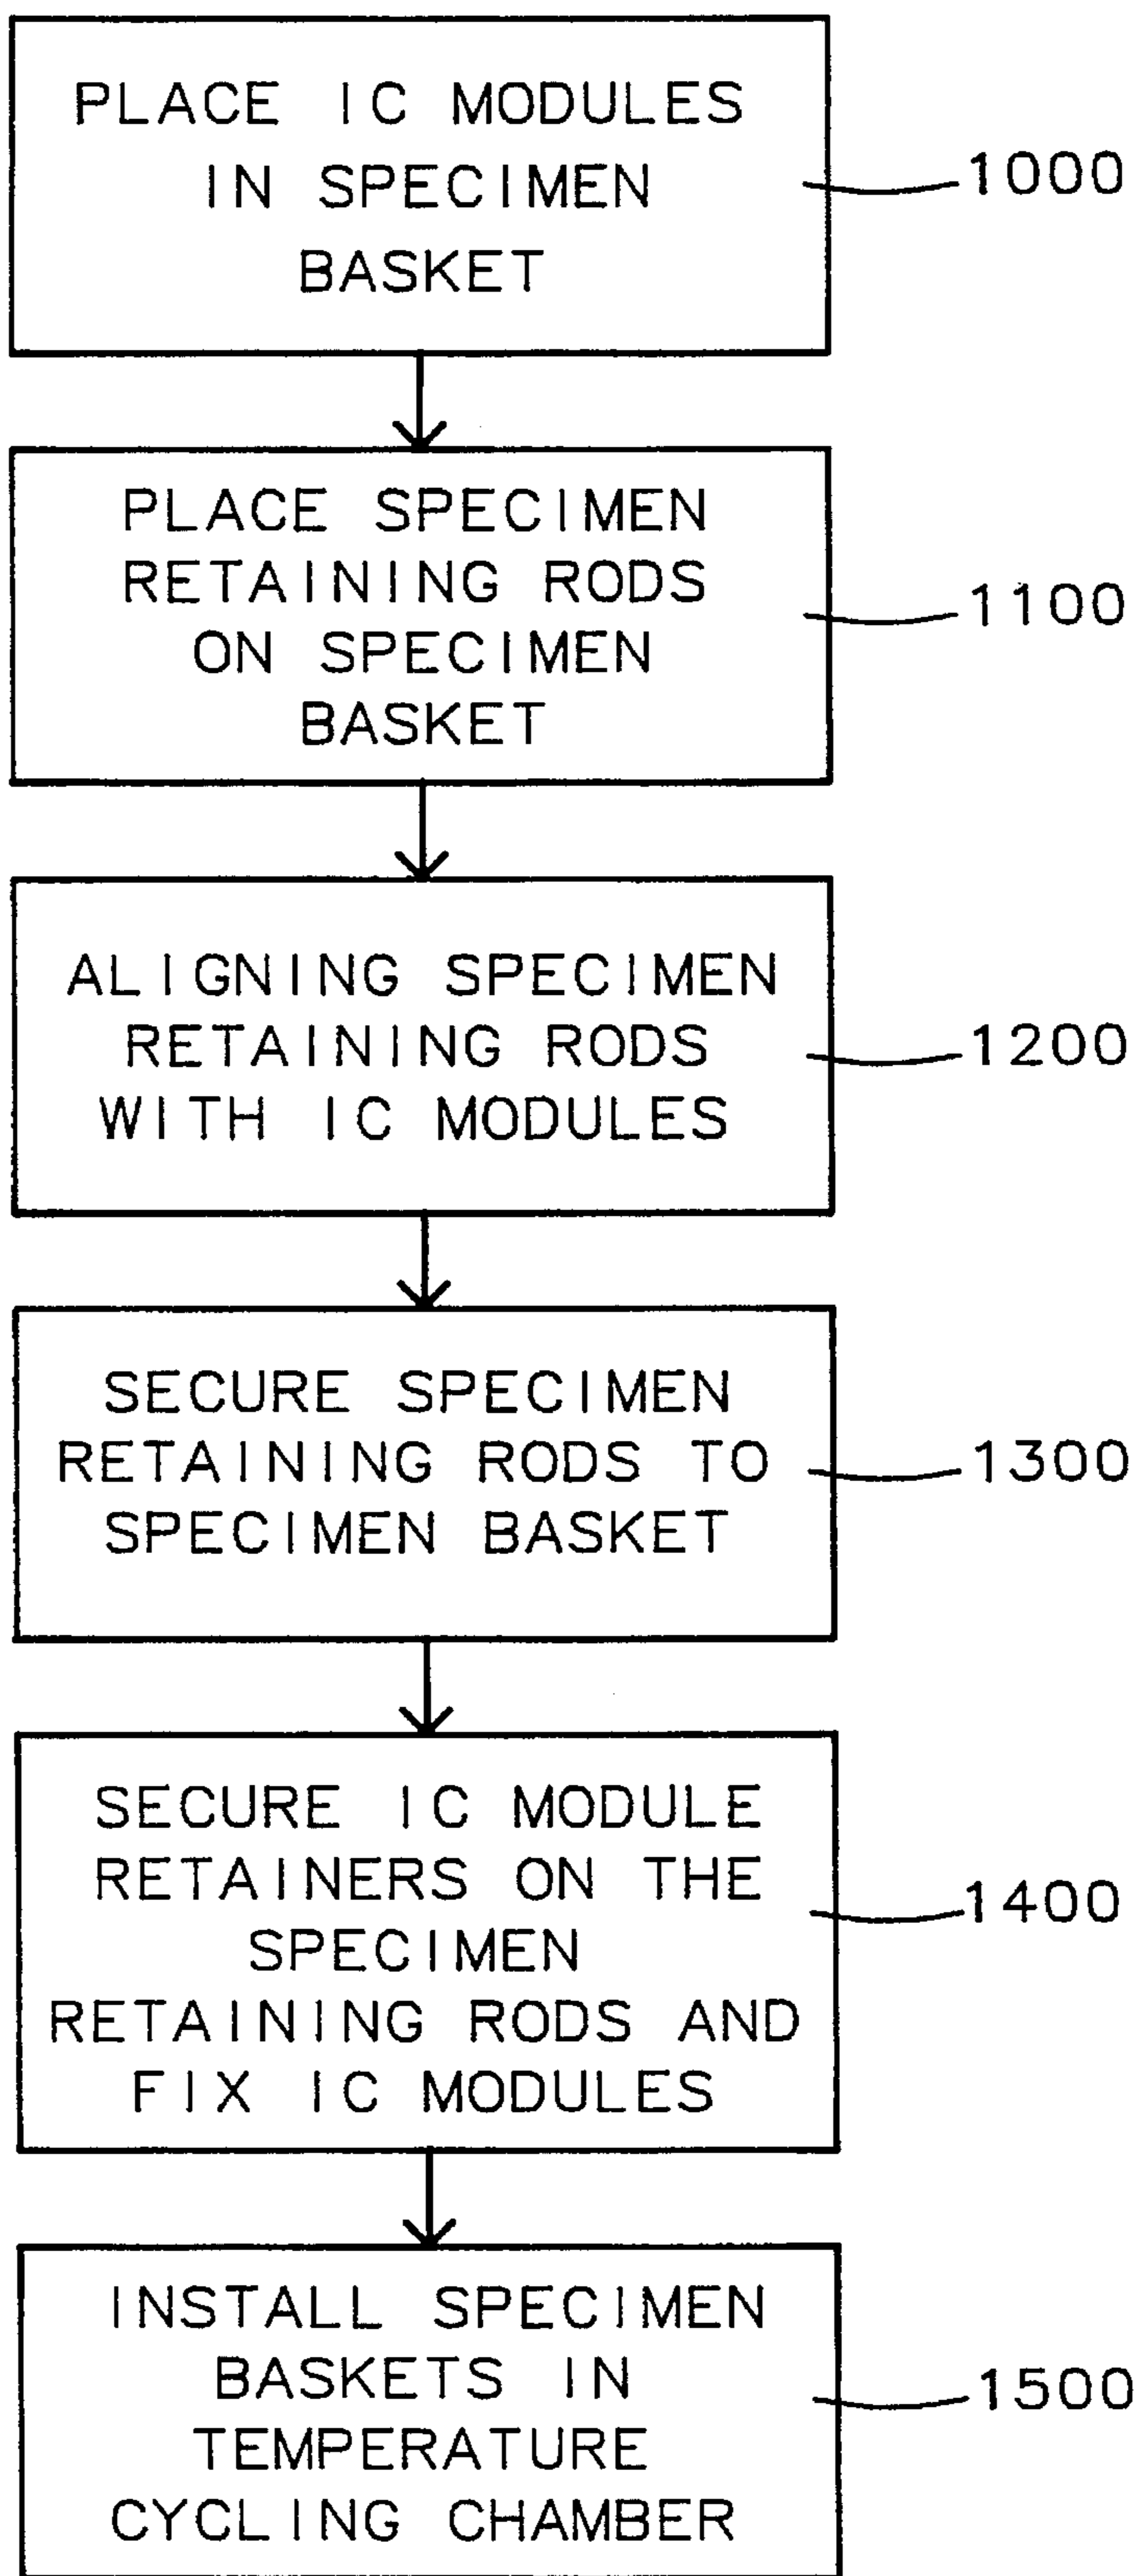 PLACE IC MODULES
IN SPECIMEN
BASKET
1000
PLACE SPECIMEN
RETAINING RODS
ON SPECIMEN
BASKET
1100
ALIGNING SPECIMEN
RETAINING RODS
WITH IC MODULES
1200
SECURE SPECIMEN
RETAINING RODS TO
SPECIMEN BASKET
1300
SECURE IC MODULE
RETAINERS ON THE
SPECIMEN
RETAINING RODS AND
FIX IC MODULES
1400
INSTALL SPECIMEN
BASKETS IN
TEMPERATURE
CYCLING CHAMBER
1500